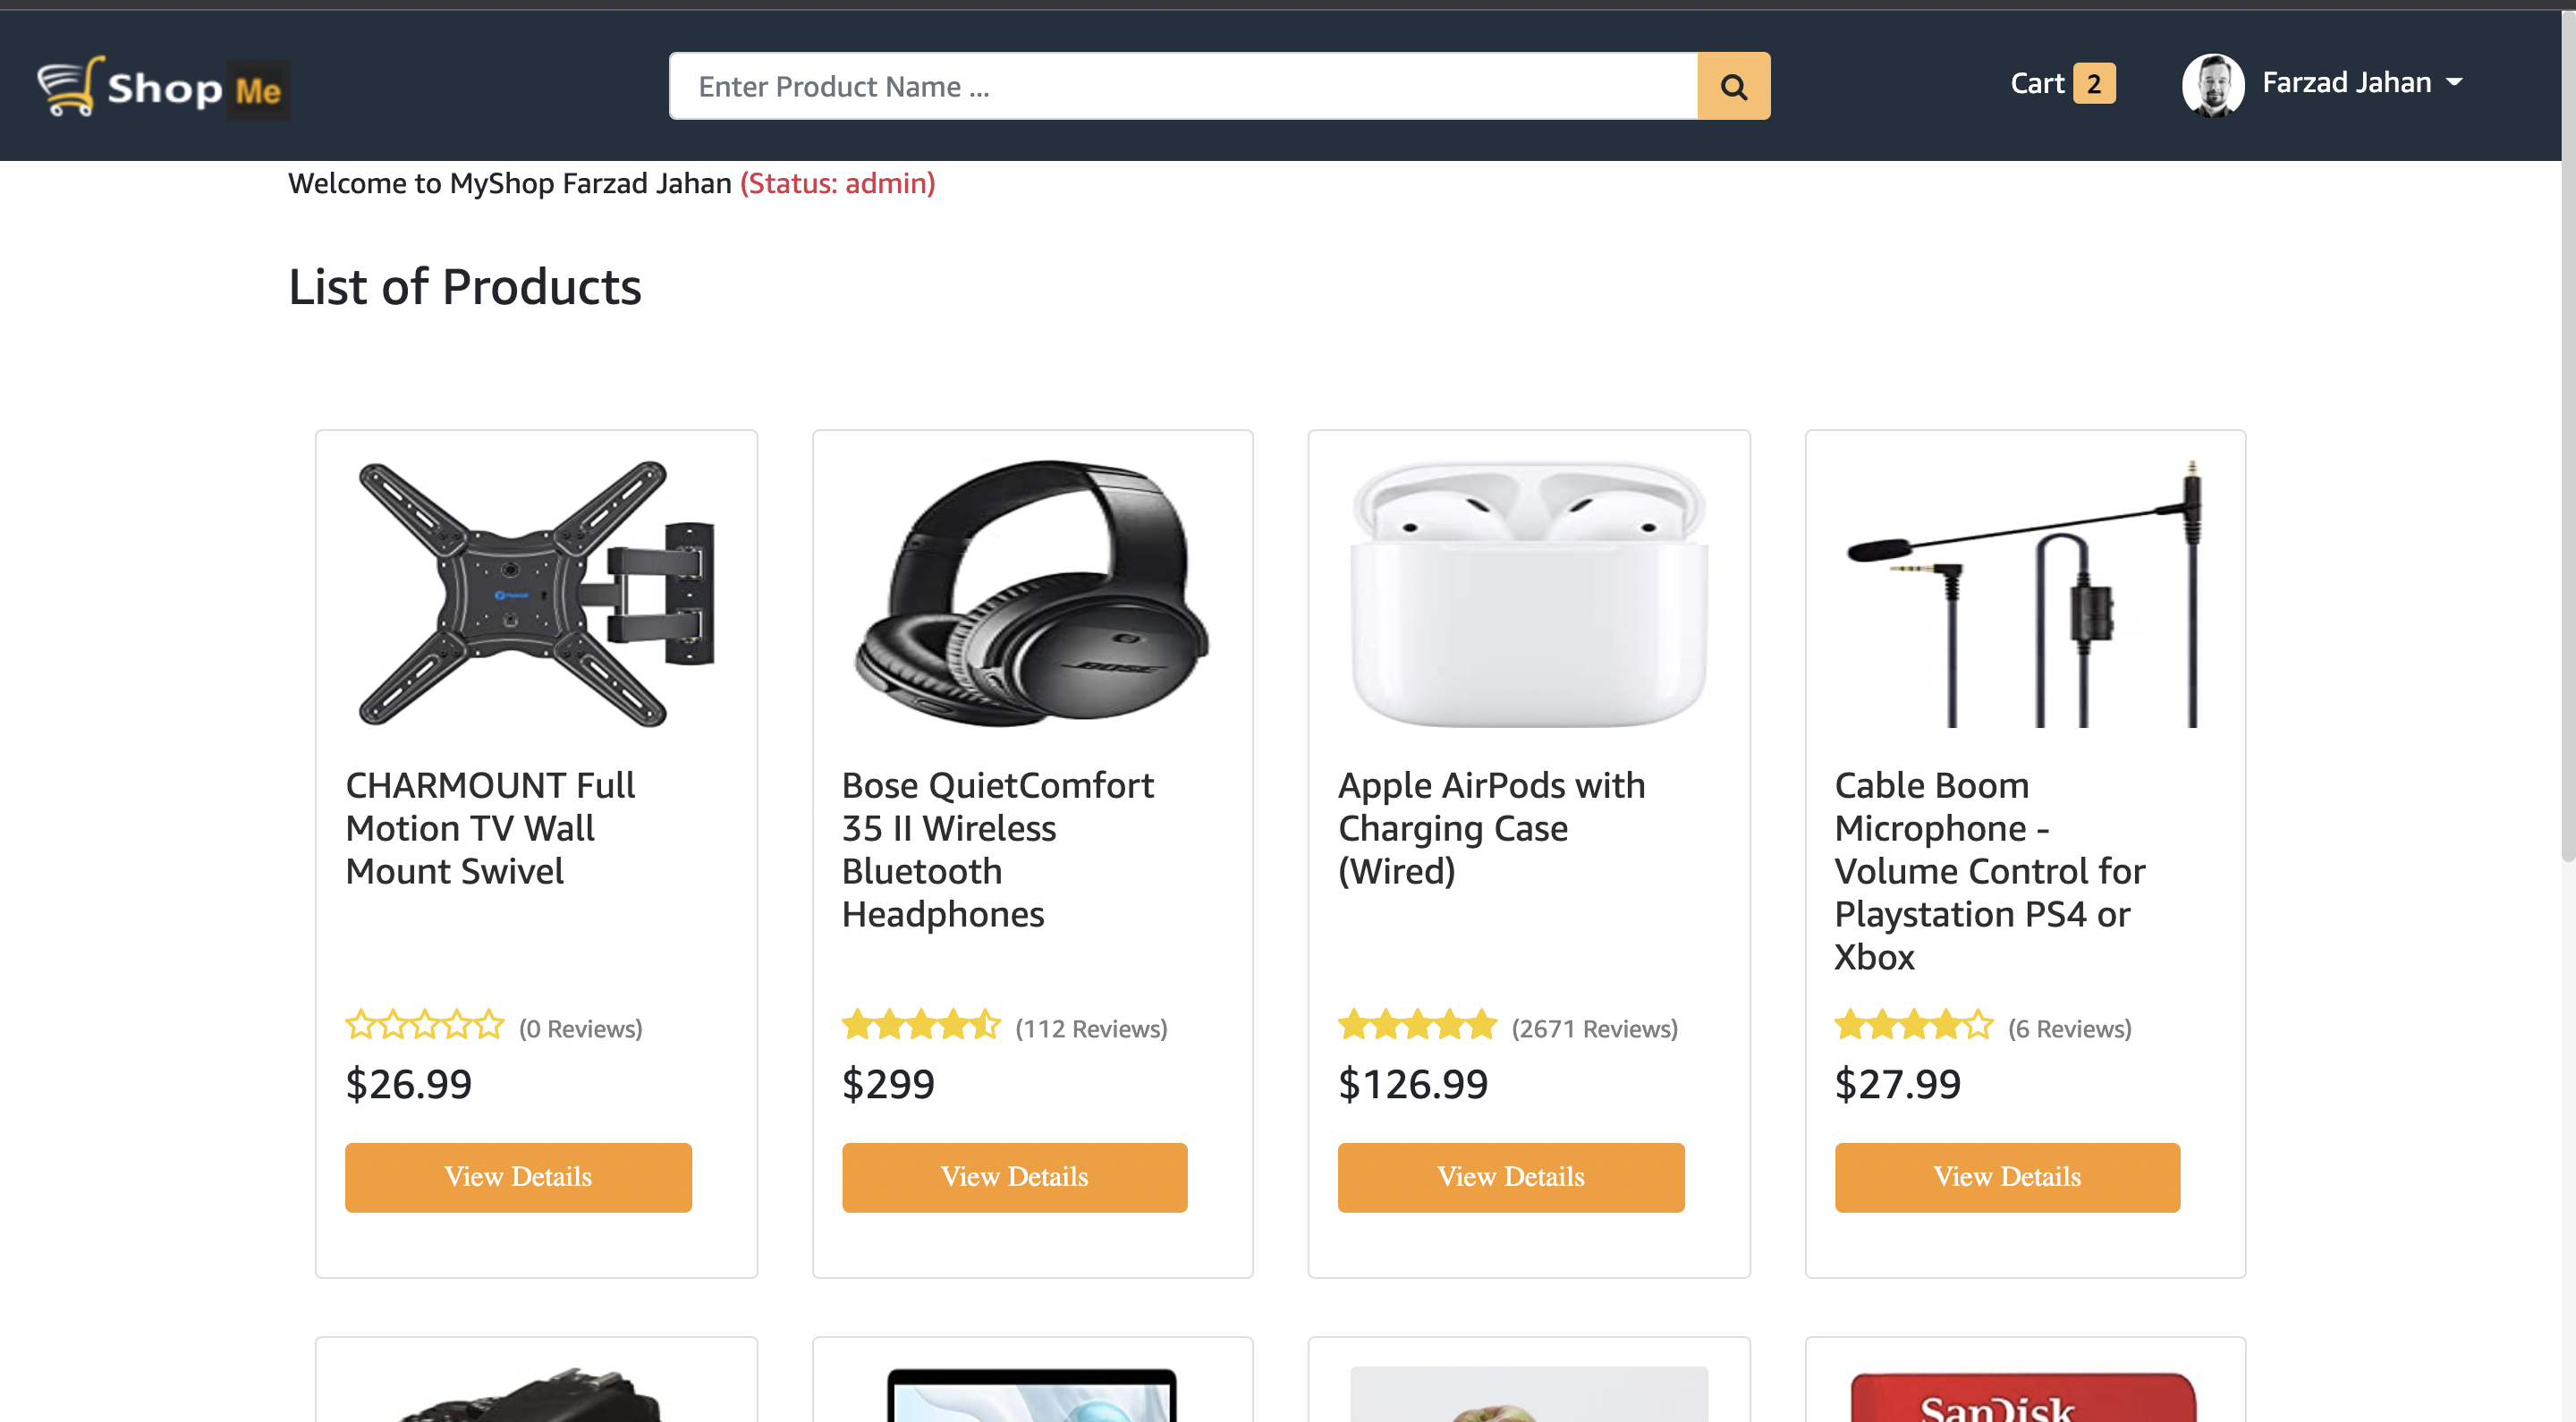 Shop Me
Enter Product Name ...
Cart 2
Farzad Jahan
Welcome to MyShop Farzad Jahan (Status: admin)
List of Products
BOSE
CHARMOUNT Full
Motion TV Wall
Mount Swivel
(0 Reviews)
$26.99
View Details
Bose QuietComfort
35 II Wireless
Bluetooth
Headphones
(112 Reviews)
$299
View Details
Apple AirPods with
Charging Case
(Wired)
(2671 Reviews)
$126.99
View Details
Cable Boom
Microphone -
Volume Control for
Playstation PS4 or
Xbox
(6 Reviews)
$27.99
View Details
SanDisk